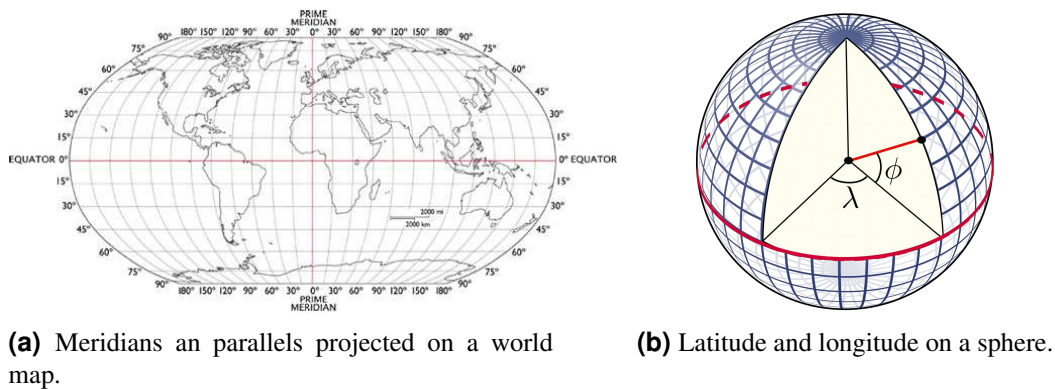 PRIME
MERIDIAN
180° 150° 120° 90° 60° 30° 0° 30° 60° 90° 120° 150° 180°
90° 90°
75° 75°
60° 60°
45° 45°
30° 30°
15° 15°
EQUATOR 0° 0° EQUATOR
15° 15°
30° 30°
2000 mi
2000 km
45° 45°
60° 60°
75° 75°
90° 90°
180° 150° 120° 90° 60° 30° 0° 30° 60° 90° 120° 150° 180°
PRIME
MERIDIAN
ϕ
λ
(a) Meridians an parallels projected on a world
map.
(b) Latitude and longitude on a sphere.